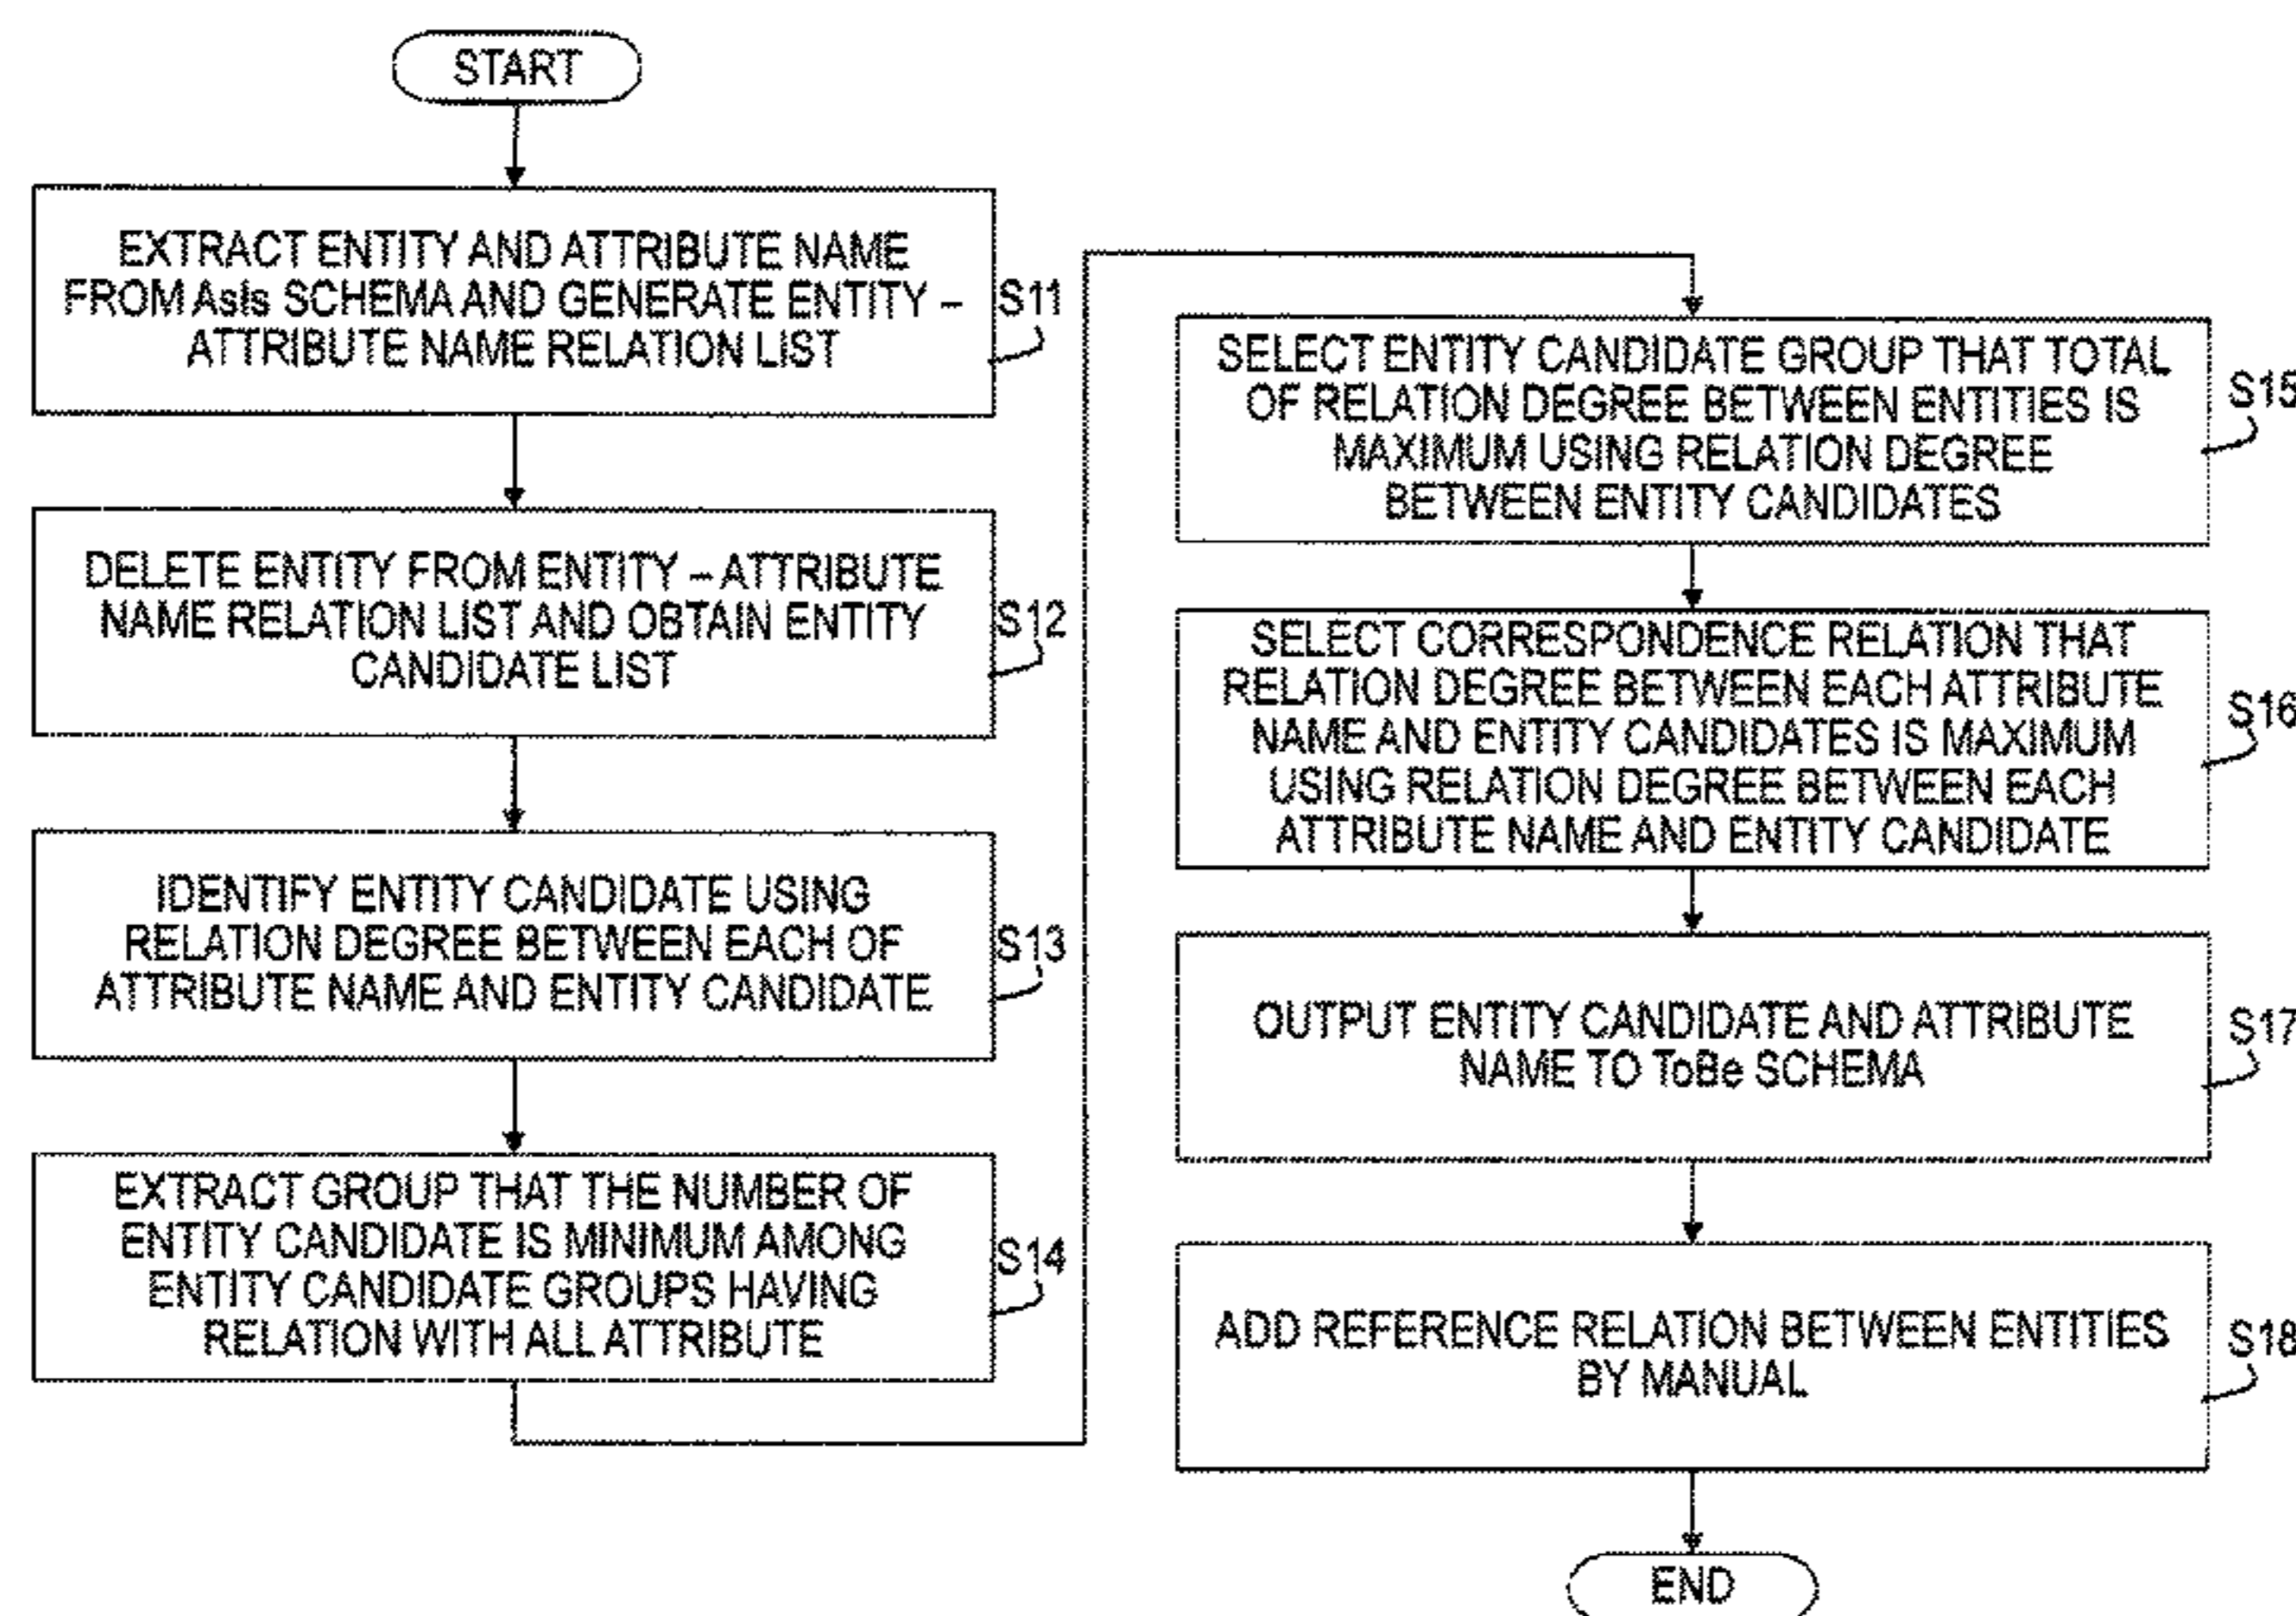 START
EXTRACT ENTITY AND ATTRIBUTE NAME
FROM AsIs SCHEMA AND GENERATE ENTITY –
ATTRIBUTE NAME RELATION LIST
S11
DELETE ENTITY FROM ENTITY – ATTRIBUTE
NAME RELATION LIST AND OBTAIN ENTITY
CANDIDATE LIST
S12
IDENTIFY ENTITY CANDIDATE USING
RELATION DEGREE BETWEEN EACH OF
ATTRIBUTE NAME AND ENTITY CANDIDATE
S13
EXTRACT GROUP THAT THE NUMBER OF
ENTITY CANDIDATE IS MINIMUM AMONG
ENTITY CANDIDATE GROUPS HAVING
RELATION WITH ALL ATTRIBUTE
S14
SELECT ENTITY CANDIDATE GROUP THAT TOTAL
OF RELATION DEGREE BETWEEN ENTITIES IS
MAXIMUM USING RELATION DEGREE
BETWEEN ENTITY CANDIDATES
S15
SELECT CORRESPONDENCE RELATION THAT
RELATION DEGREE BETWEEN EACH ATTRIBUTE
NAME AND ENTITY CANDIDATES IS MAXIMUM
USING RELATION DEGREE BETWEEN EACH
ATTRIBUTE NAME AND ENTITY CANDIDATE
S16
OUTPUT ENTITY CANDIDATE AND ATTRIBUTE
NAME TO ToBe SCHEMA
S17
ADD REFERENCE RELATION BETWEEN ENTITIES
BY MANUAL
S18
END